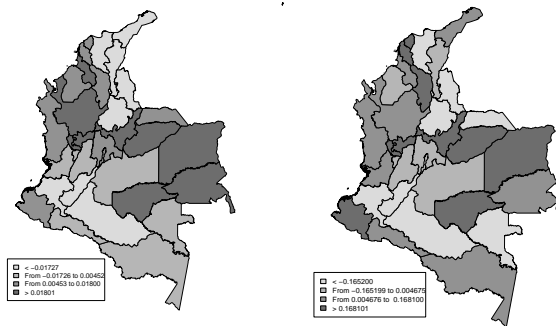 < −0.01727
From −0.01726 to 0.00452
From 0.00453 to 0.01800
> 0.01801
< −0.165200
From −0.165199 to 0.004675
From 0.004676 to 0.168100
> 0.168101